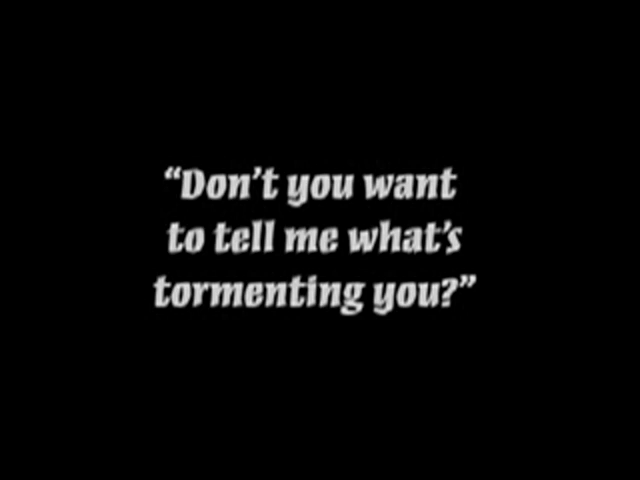 “Don’t you want
to tell me what’s
tormenting you?”